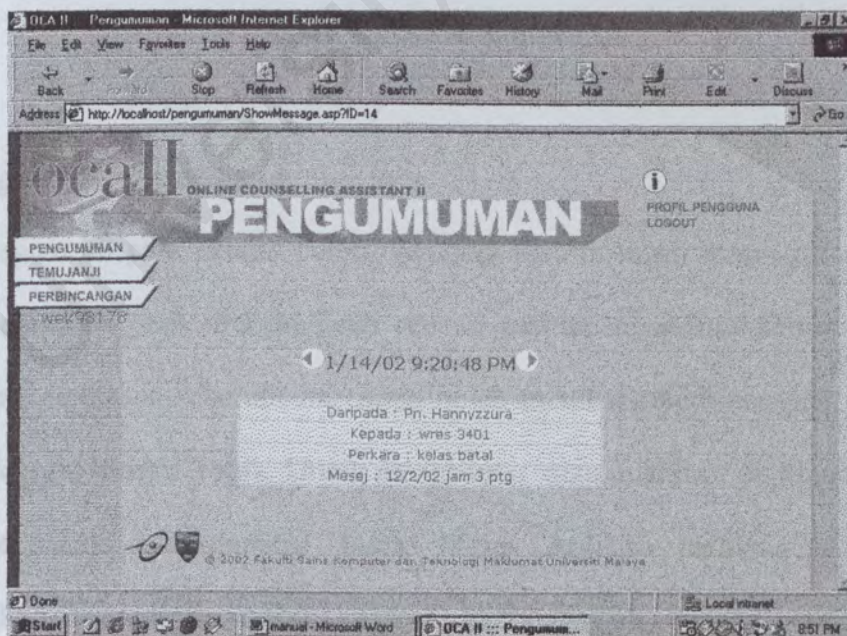 OCA II ::: Pengumuman - Microsoft Internet Explorer
File Edit View Favorites Tools Help
Back Forward Stop Refresh Home Search Favorites History Mail Print Edit Discuss
Address http://localhost/pengumuman/ShowMessage.asp?ID=14 Go
ocaII
ONLINE COUNSELLING ASSISTANT II
PENGUMUMAN
PROFIL PENGGUNA
LOGOUT
PENGUMUMAN
TEMUJANJI
PERBINCANGAN
wek98178
1/14/02 9:20:48 PM
Daripada : Pn. Hannyzzura
Kepada : wres 3401
Perkara : kelas batal
Mesej : 12/2/02 jam 3 ptg
© 2002 Fakulti Sains Komputer dan Teknologi Maklumat Universiti Malaya
Done Local intranet
Start manual - Microsoft Word OCA II ::: Pengumum... 8:51 PM